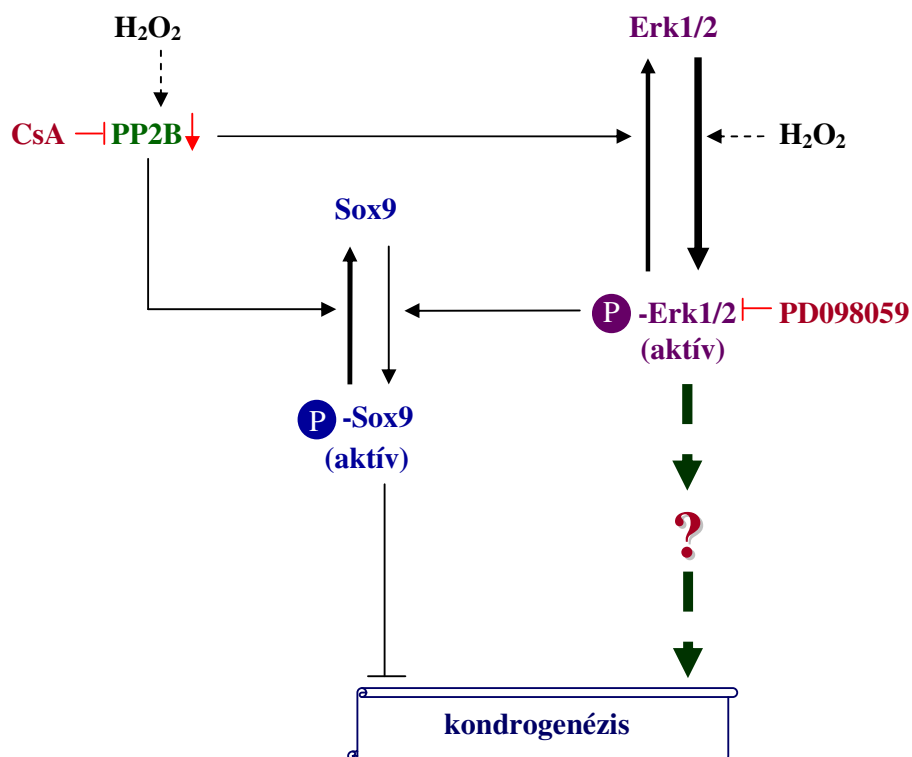 H₂O₂
Erk1/2
CsA
PP2B
H₂O₂
Sox9
P -Erk1/2
(aktív)
PD098059
P -Sox9
(aktív)
?
kondrogenézis